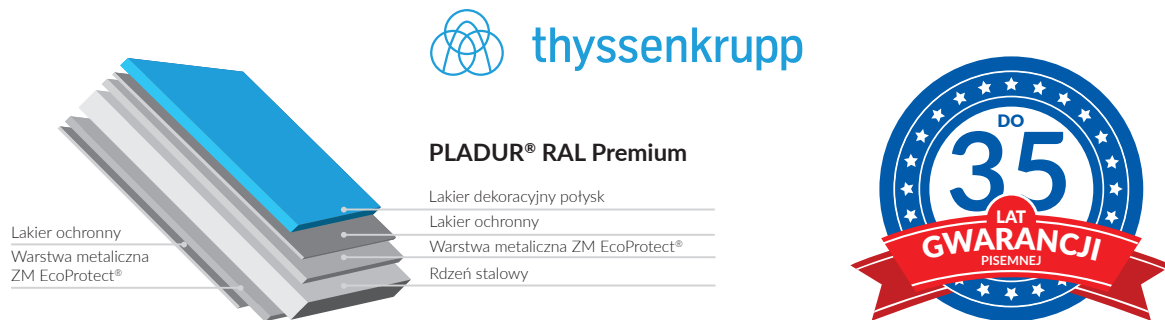 thyssenkrupp
PLADUR® RAL Premium
Lakier dekoracyjny połysk
Lakier ochronny
Warstwa metaliczna ZM EcoProtect®
Rdzeń stalowy
Lakier ochronny
Warstwa metaliczna
ZM EcoProtect®
DO
35
LAT
GWARANCJI
PISEMNEJ